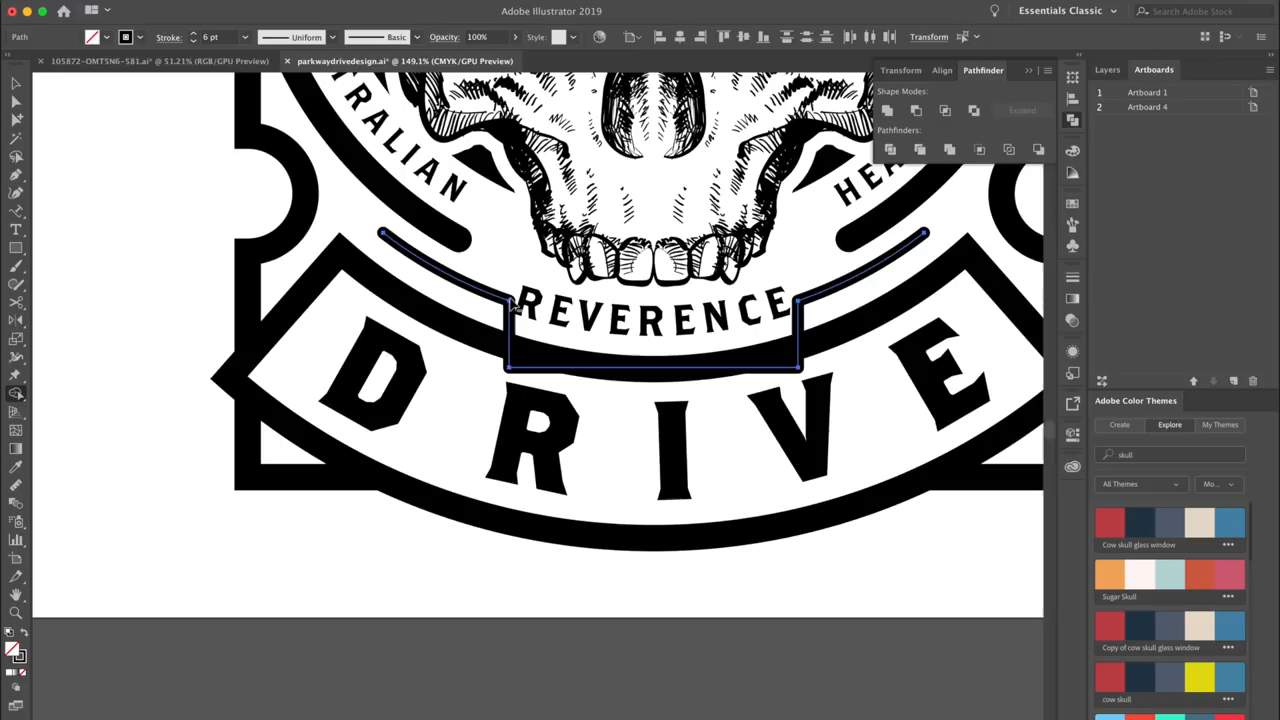 Adobe Illustrator 2019
Essentials Classic
Search Adobe Stock
Path
Stroke:
6 pt
Uniform
Basic
Opacity:
100%
Style:
Transform
105872-OMT5N6-581.ai* @ 51.21% (RGB/GPU Preview)
parkwaydrivedesign.ai* @ 149.1% (CMYK/GPU Preview)
Transform
Align
Pathfinder
Shape Modes:
Expand
Pathfinders:
Layers
Artboards
1
Artboard 1
2
Artboard 4
TRALIAN
HEA
REVERENCE
DRIVE
Adobe Color Themes
Create
Explore
My Themes
skull
All Themes
Mo...
Cow skull glass window
Sugar Skull
Copy of cow skull glass window
cow skull